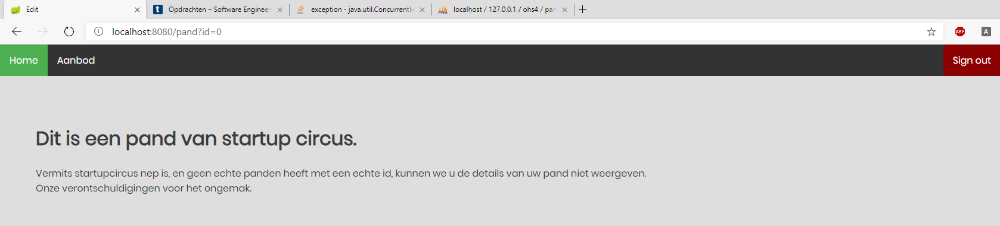 Edit
Opdrachten – Software Engineer
exception - java.util.Concurrent
localhost / 127.0.0.1 / ohs4 / pan
localhost:8080/pand?id=0
ABP
A
Home
Aanbod
Sign out
Dit is een pand van startup circus.
Vermits startupcircus nep is, en geen echte panden heeft met een echte id, kunnen we u de details van uw pand niet weergeven.
Onze verontschuldigingen voor het ongemak.